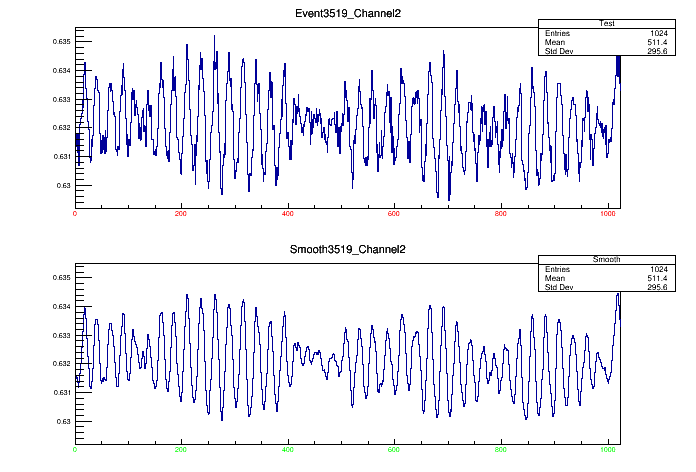 Event3519_Channel2
Test
Entries 1024
Mean 511.4
Std Dev 295.6
0.635
0.634
0.633
0.632
0.631
0.63
0 200 400 600 800 1000
Smooth3519_Channel2
Smooth
Entries 1024
Mean 511.4
Std Dev 295.6
0.635
0.634
0.633
0.632
0.631
0.63
0 200 400 600 800 1000